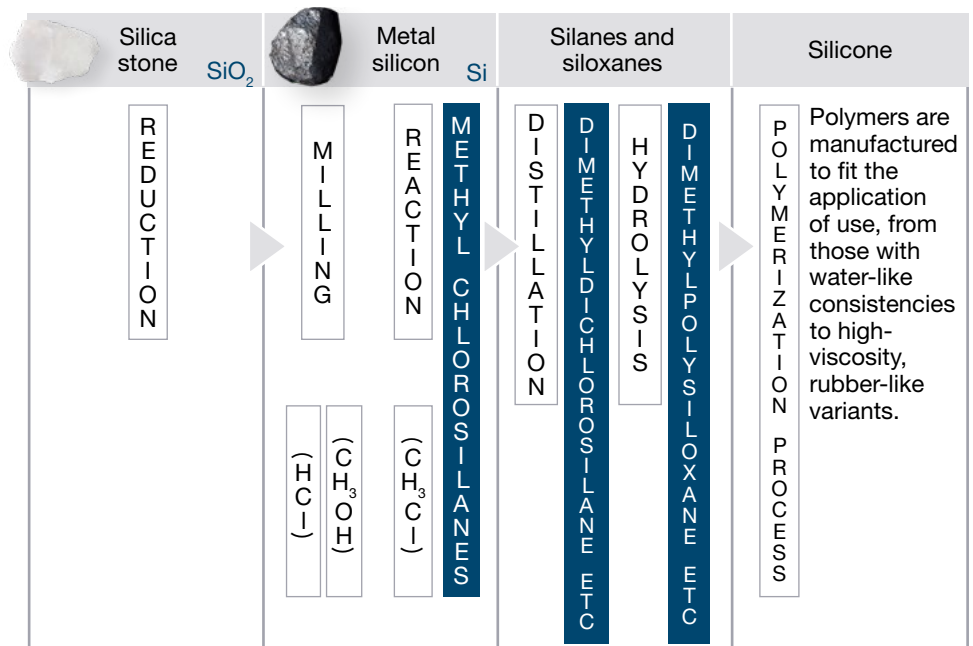 Silica
stone
SiO₂
Metal
silicon
Si
Silanes and
siloxanes
Silicone
REDUCTION
MILLING
REACTION
METHYL CHLOROSILANES
(HCl)
(CH₃OH)
(CH₃Cl)
DISTILLATION
DIMETHYLDICHLOROSILANE ETC
HYDROLYSIS
DIMETHYLPOLYSILOXANE ETC
POLYMERIZATION PROCESS
Polymers are
manufactured
to fit the
application
of use, from
those with
water-like
consistencies
to high-
viscosity,
rubber-like
variants.